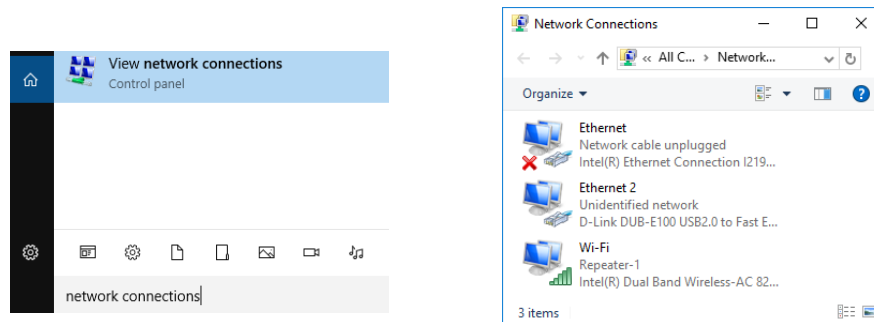 View network connections
Control panel
network connections
Network Connections
« All C... › Network...
Organize
Ethernet
Network cable unplugged
Intel(R) Ethernet Connection I219...
Ethernet 2
Unidentified network
D-Link DUB-E100 USB2.0 to Fast E...
Wi-Fi
Repeater-1
Intel(R) Dual Band Wireless-AC 82...
3 items